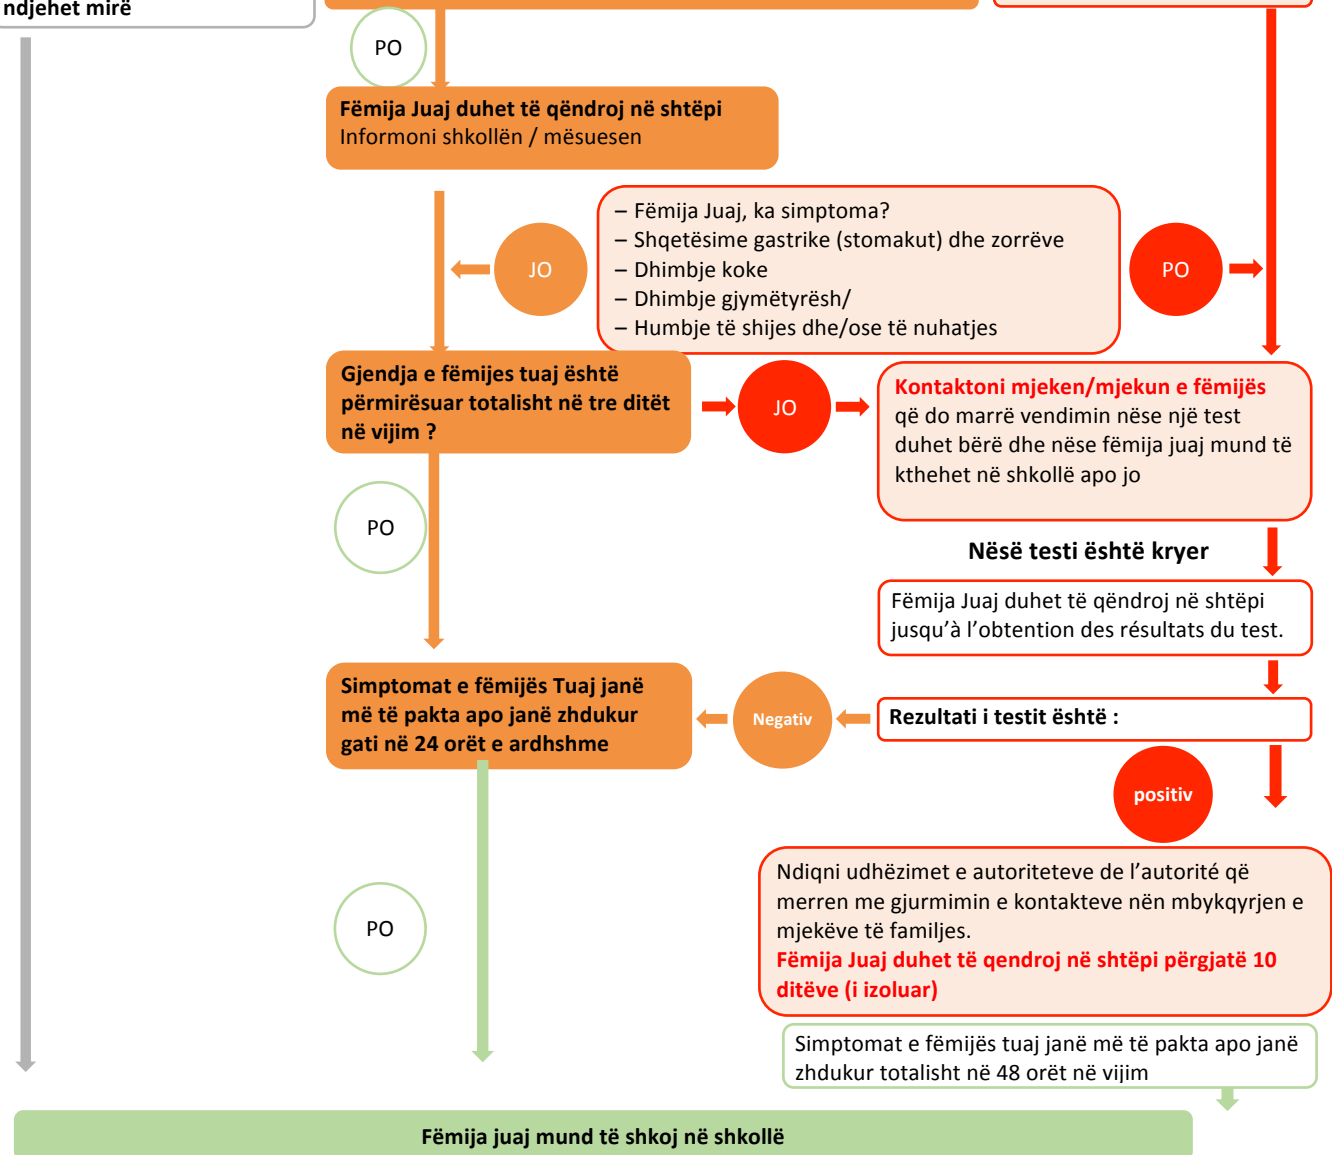 ndjehet mirë
PO
Fëmija Juaj duhet të qëndroj në shtëpi
Informoni shkollën / mësuesen
– Fëmija Juaj, ka simptoma?
– Shqetësime gastrike (stomakut) dhe zorrëve
– Dhimbje koke
– Dhimbje gjymëtyrësh/
– Humbje të shijes dhe/ose të nuhatjes
JO
PO
Gjendja e fëmijes tuaj është
përmirësuar totalisht në tre ditët
në vijim ?
JO
Kontaktoni mjeken/mjekun e fëmijës
që do marrë vendimin nëse një test
duhet bërë dhe nëse fëmija juaj mund të
kthehet në shkollë apo jo
PO
Nësë testi është kryer
Fëmija Juaj duhet të qëndroj në shtëpi
jusqu’à l’obtention des résultats du test.
Simptomat e fëmijës Tuaj janë
më të pakta apo janë zhdukur
gati në 24 orët e ardhshme
Negativ
Rezultati i testit është :
positiv
Ndiqni udhëzimet e autoriteteve de l’autorité që
merren me gjurmimin e kontakteve nën mbykqyrjen e
mjekëve të familjes.
Fëmija Juaj duhet të qendroj në shtëpi përgjatë 10
ditëve (i izoluar)
PO
Simptomat e fëmijës tuaj janë më të pakta apo janë
zhdukur totalisht në 48 orët në vijim
Fëmija juaj mund të shkoj në shkollë